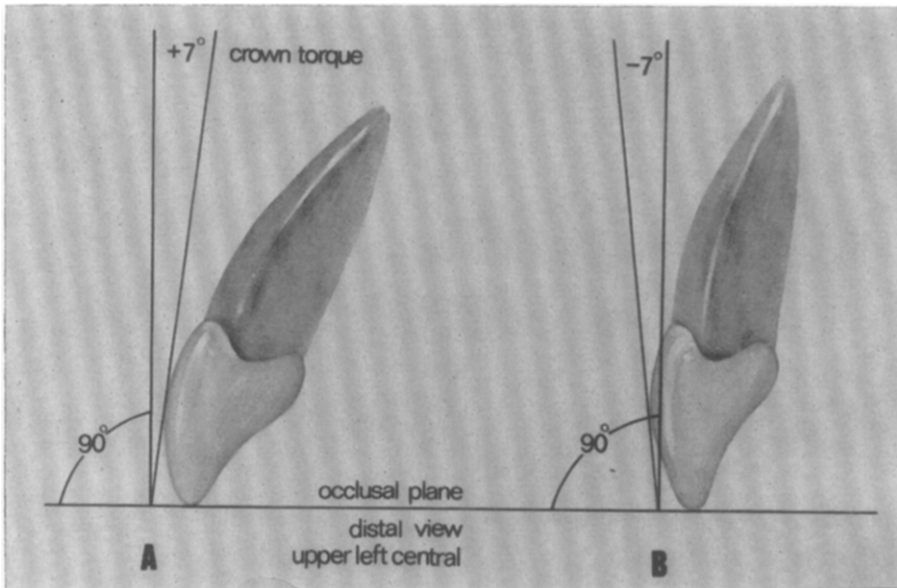 +7° crown torque
-7°
90°
90°
occlusal plane
distal view
upper left central
A
B